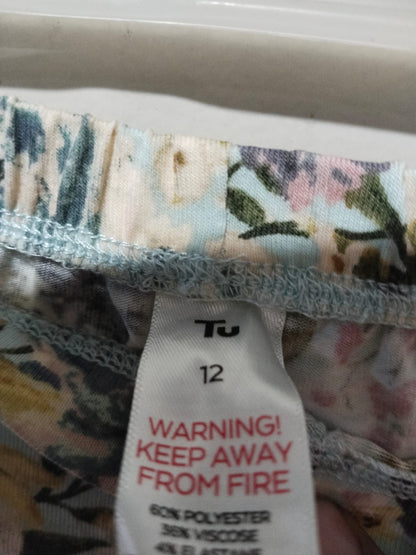 Tu
12
WARNING!
KEEP AWAY
FROM FIRE
60% POLYESTER
36% VISCOSE
4% ELASTANE